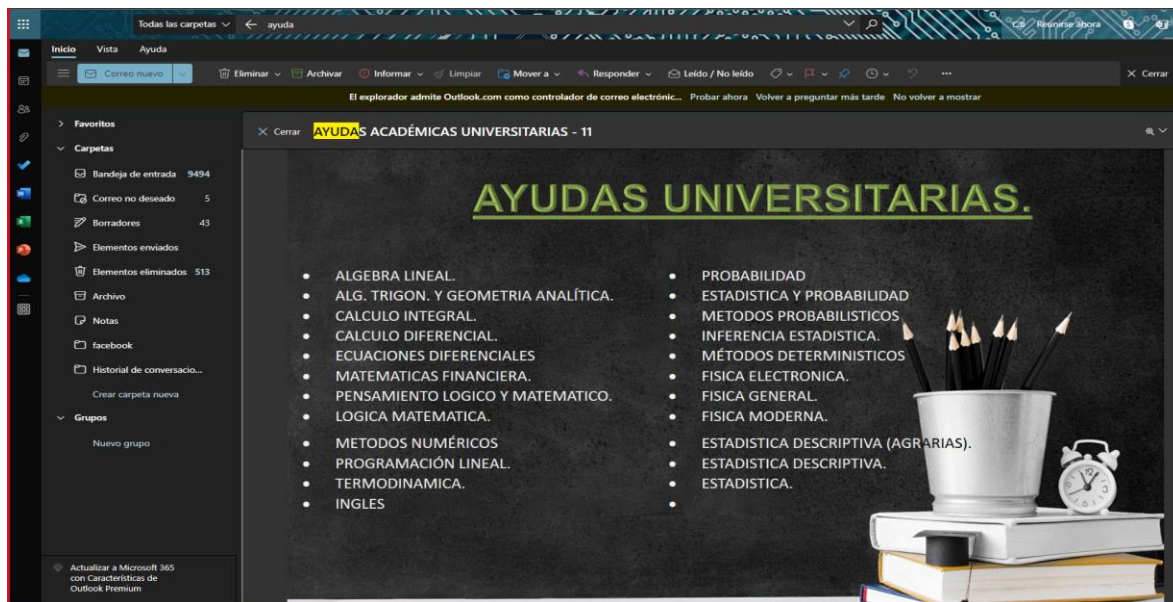 Todas las carpetas
ayuda
Reunirse ahora
Inicio Vista Ayuda
Correo nuevo
Eliminar Archivar Informar Limpiar Mover a Responder Leído / No leído
Cerrar
El explorador admite Outlook.com como controlador de correo electrónic... Probar ahora Volver a preguntar más tarde No volver a mostrar
Favoritos
Carpetas
Bandeja de entrada 9494
Correo no deseado 5
Borradores 43
Elementos enviados
Elementos eliminados 513
Archivo
Notas
facebook
Historial de conversacio...
Crear carpeta nueva
Grupos
Nuevo grupo
Actualizar a Microsoft 365
con Características de
Outlook Premium
Cerrar AYUDAS ACADÉMICAS UNIVERSITARIAS - 11
AYUDAS UNIVERSITARIAS.
• ALGEBRA LINEAL.
• ALG. TRIGON. Y GEOMETRIA ANALÍTICA.
• CALCULO INTEGRAL.
• CALCULO DIFERENCIAL.
• ECUACIONES DIFERENCIALES
• MATEMATICAS FINANCIERA.
• PENSAMIENTO LOGICO Y MATEMATICO.
• LOGICA MATEMATICA.
• METODOS NUMÉRICOS
• PROGRAMACIÓN LINEAL.
• TERMODINAMICA.
• INGLES
• PROBABILIDAD
• ESTADISTICA Y PROBABILIDAD
• METODOS PROBABILISTICOS
• INFERENCIA ESTADISTICA.
• MÉTODOS DETERMINISTICOS
• FISICA ELECTRONICA.
• FISICA GENERAL.
• FISICA MODERNA.
• ESTADISTICA DESCRIPTIVA (AGRARIAS).
• ESTADISTICA DESCRIPTIVA.
• ESTADISTICA.
•